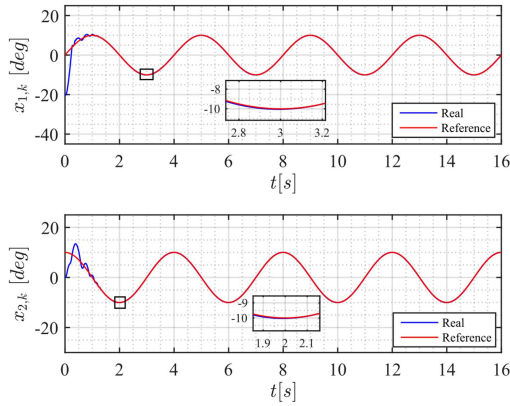 20
0
-20
-40
x1,k [deg]
-8
-10
2.8 3 3.2
Real
Reference
0 2 4 6 8 10 12 14 16
t[s]
20
0
-20
x2,k [deg]
-9
-10
1.9 2 2.1
Real
Reference
0 2 4 6 8 10 12 14 16
t[s]